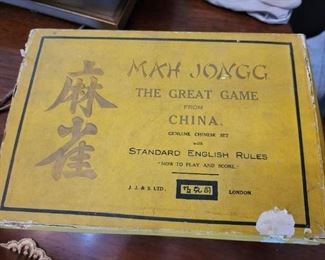 麻雀
MAH JONGG
THE GREAT GAME
FROM
CHINA.
GENUINE CHINESE SET
with
STANDARD ENGLISH RULES
"HOW TO PLAY AND SCORE"
J. J. & S. LTD.
LONDON